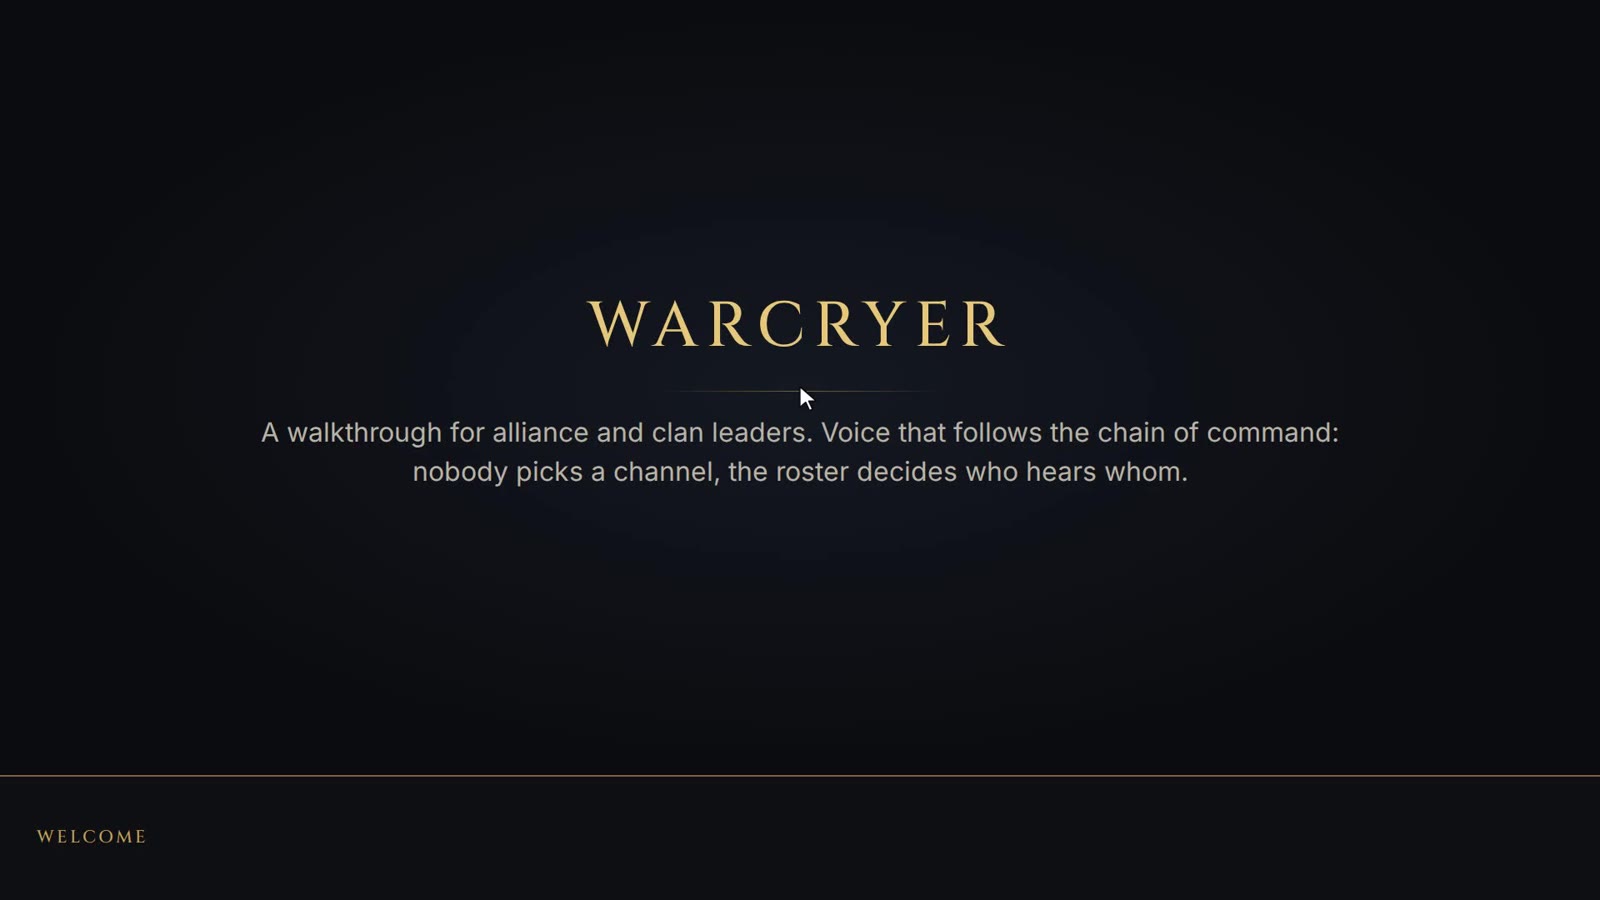 WARCRYER
A walkthrough for alliance and clan leaders. Voice that follows the chain of command:
nobody picks a channel, the roster decides who hears whom.
WELCOME